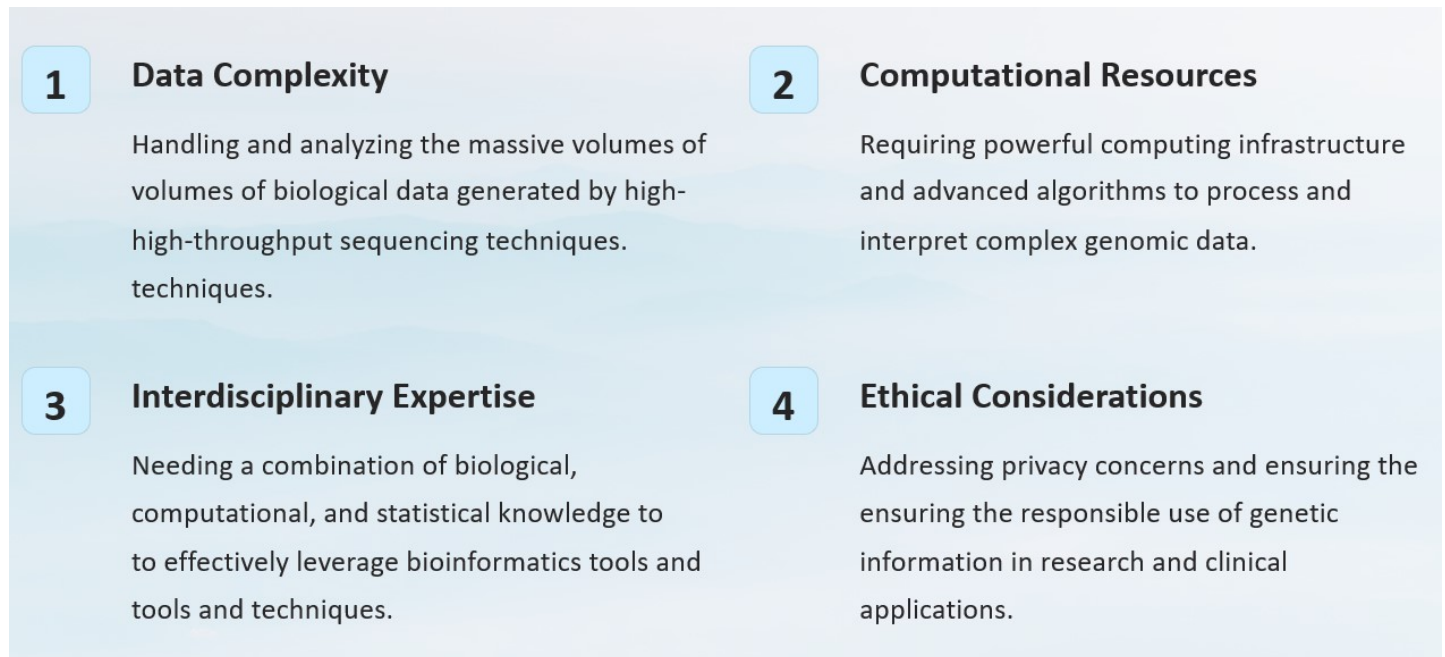 1
Data Complexity
Handling and analyzing the massive volumes of
volumes of biological data generated by high-
high-throughput sequencing techniques.
techniques.
2
Computational Resources
Requiring powerful computing infrastructure
and advanced algorithms to process and
interpret complex genomic data.
3
Interdisciplinary Expertise
Needing a combination of biological,
computational, and statistical knowledge to
to effectively leverage bioinformatics tools and
tools and techniques.
4
Ethical Considerations
Addressing privacy concerns and ensuring the
ensuring the responsible use of genetic
information in research and clinical
applications.